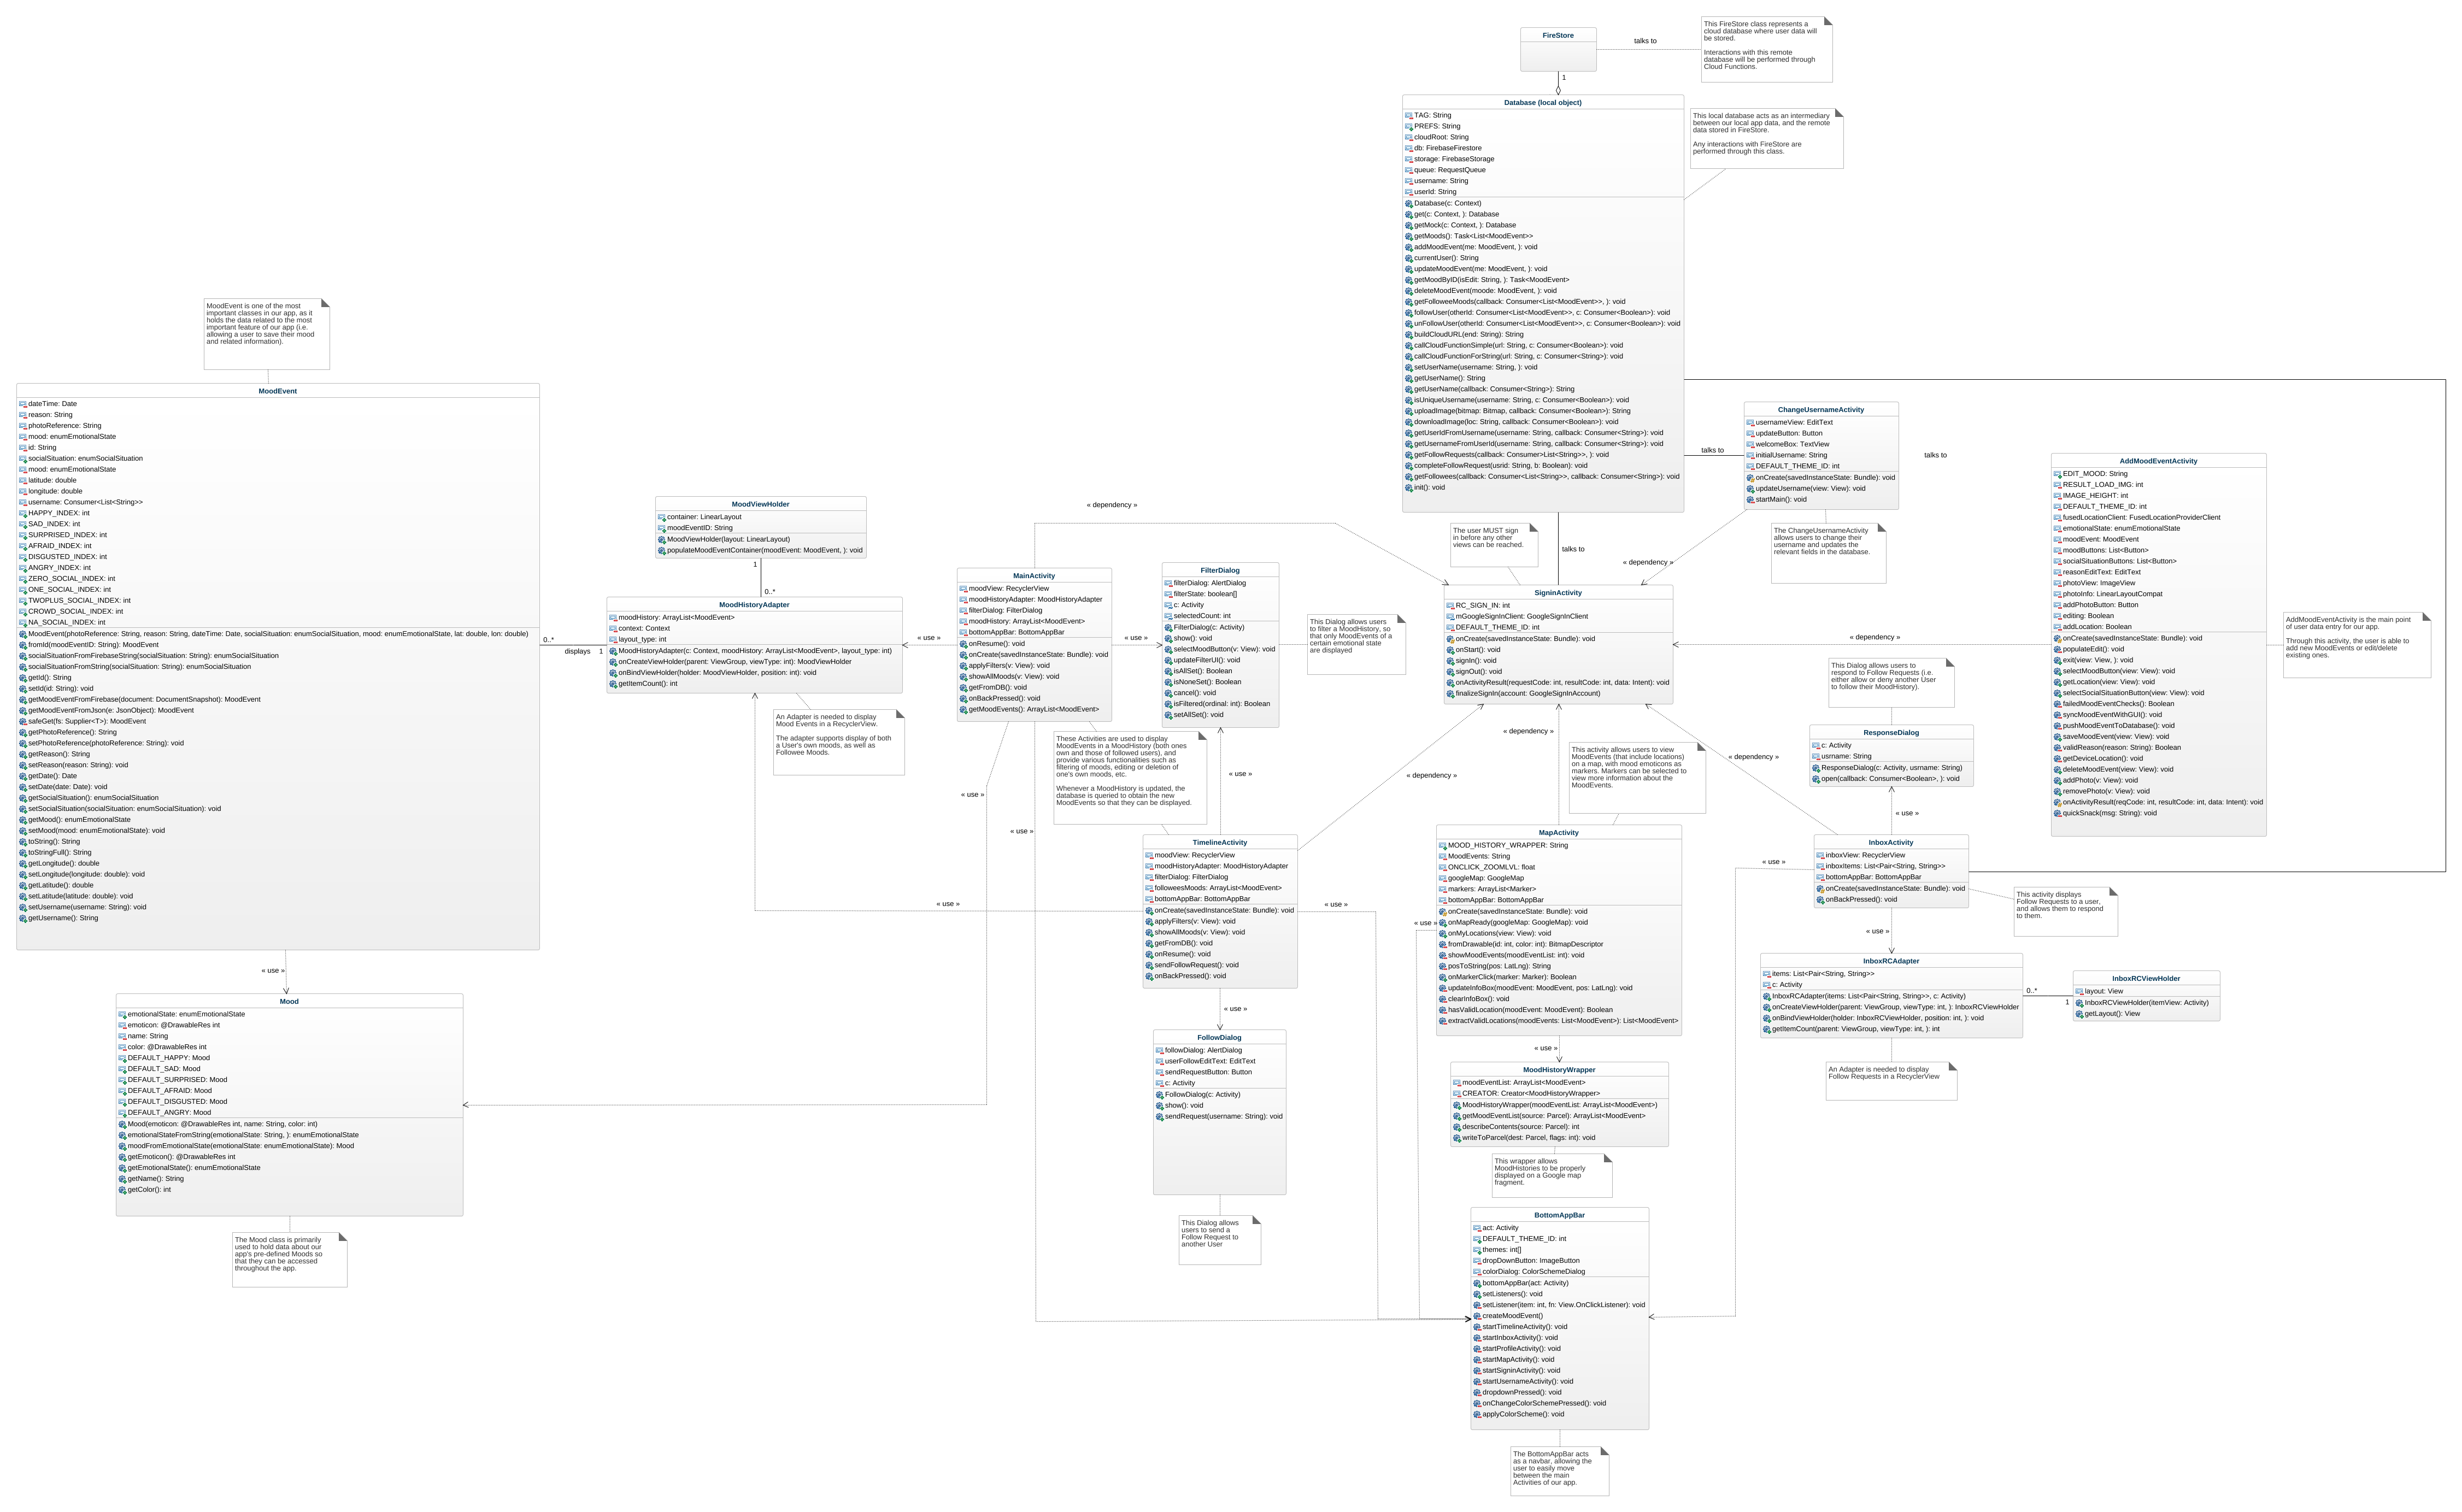 FireStore
talks to
1
This FireStore class represents a
cloud database where user data will
be stored.
Interactions with this remote
database will be performed through
Cloud Functions.
Database (local object)
TAG: String
PREFS: String
cloudRoot: String
db: FirebaseFirestore
storage: FirebaseStorage
queue: RequestQueue
username: String
userId: String
Database(c: Context)
get(c: Context, ): Database
getMock(c: Context, ): Database
getMoods(): Task<List<MoodEvent>>
addMoodEvent(me: MoodEvent, ): void
currentUser(): String
updateMoodEvent(me: MoodEvent, ): void
getMoodByID(isEdit: String, ): Task<MoodEvent>
deleteMoodEvent(moode: MoodEvent, ): void
getFolloweeMoods(callback: Consumer<List<MoodEvent>>, ): void
followUser(otherId: Consumer<List<MoodEvent>>, c: Consumer<Boolean>): void
unFollowUser(otherId: Consumer<List<MoodEvent>>, c: Consumer<Boolean>): void
buildCloudURL(end: String): String
callCloudFunctionSimple(url: String, c: Consumer<Boolean>): void
callCloudFunctionForString(url: String, c: Consumer<String>): void
setUserName(username: String, ): void
getUserName(): String
getUserName(callback: Consumer<String>): String
isUniqueUsername(username: String, c: Consumer<Boolean>): void
uploadImage(bitmap: Bitmap, callback: Consumer<Boolean>): String
downloadImage(loc: String, callback: Consumer<Boolean>): void
getUserIdFromUsername(username: String, callback: Consumer<String>): void
getUsernameFromUserId(username: String, callback: Consumer<String>): void
getFollowRequests(callback: Consumer>List<String>>, ): void
completeFollowRequest(usrid: String, b: Boolean): void
getFollowees(callback: Consumer<List<String>>, callback: Consumer<String>): void
init(): void
This local database acts as an intermediary
between our local app data, and the remote
data stored in FireStore.
Any interactions with FireStore are
performed through this class.
MoodEvent is one of the most
important classes in our app, as it
holds the data related to the most
important feature of our app (i.e.
allowing a user to save their mood
and related information).
MoodEvent
dateTime: Date
reason: String
photoReference: String
mood: enumEmotionalState
id: String
socialSituation: enumSocialSituation
mood: enumEmotionalState
latitude: double
longitude: double
username: Consumer<List<String>>
HAPPY_INDEX: int
SAD_INDEX: int
SURPRISED_INDEX: int
AFRAID_INDEX: int
DISGUSTED_INDEX: int
ANGRY_INDEX: int
ZERO_SOCIAL_INDEX: int
ONE_SOCIAL_INDEX: int
TWOPLUS_SOCIAL_INDEX: int
CROWD_SOCIAL_INDEX: int
NA_SOCIAL_INDEX: int
MoodEvent(photoReference: String, reason: String, dateTime: Date, socialSituation: enumSocialSituation, mood: enumEmotionalState, lat: double, lon: double)
fromId(moodEventID: String): MoodEvent
socialSituationFromFirebaseString(socialSituation: String): enumSocialSituation
socialSituationFromString(socialSituation: String): enumSocialSituation
getId(): String
setId(id: String): void
getMoodEventFromFirebase(document: DocumentSnapshot): MoodEvent
getMoodEventFromJson(e: JsonObject): MoodEvent
safeGet(fs: Supplier<T>): MoodEvent
getPhotoReference(): String
setPhotoReference(photoReference: String): void
getReason(): String
setReason(reason: String): void
getDate(): Date
setDate(date: Date): void
getSocialSituation(): enumSocialSituation
setSocialSituation(socialSituation: enumSocialSituation): void
getMood(): enumEmotionalState
setMood(mood: enumEmotionalState): void
toString(): String
toStringFull(): String
getLongitude(): double
setLongitude(longitude: double): void
getLatitude(): double
setLatitude(latitude: double): void
setUsername(username: String): void
getUsername(): String
0..*
displays 1
« use »
Mood
emotionalState: enumEmotionalState
emoticon: @DrawableRes int
name: String
color: @DrawableRes int
DEFAULT_HAPPY: Mood
DEFAULT_SAD: Mood
DEFAULT_SURPRISED: Mood
DEFAULT_AFRAID: Mood
DEFAULT_DISGUSTED: Mood
DEFAULT_ANGRY: Mood
Mood(emoticon: @DrawableRes int, name: String, color: int)
emotionalStateFromString(emotionalState: String, ): enumEmotionalState
moodFromEmotionalState(emotionalState: enumEmotionalState): Mood
getEmoticon(): @DrawableRes int
getEmotionalState(): enumEmotionalState
getName(): String
getColor(): int
The Mood class is primarily
used to hold data about our
app's pre-defined Moods so
that they can be accessed
throughout the app.
MoodViewHolder
container: LinearLayout
moodEventID: String
MoodViewHolder(layout: LinearLayout)
populateMoodEventContainer(moodEvent: MoodEvent, ): void
1
0..*
MoodHistoryAdapter
moodHistory: ArrayList<MoodEvent>
context: Context
layout_type: int
MoodHistoryAdapter(c: Context, moodHistory: ArrayList<MoodEvent>, layout_type: int)
onCreateViewHolder(parent: ViewGroup, viewType: int): MoodViewHolder
onBindViewHolder(holder: MoodViewHolder, position: int): void
getItemCount(): int
An Adapter is needed to display
Mood Events in a RecyclerView.
The adapter supports display of both
a User's own moods, as well as
Followee Moods.
« use »
MainActivity
moodView: RecyclerView
moodHistoryAdapter: MoodHistoryAdapter
filterDialog: FilterDialog
moodHistory: ArrayList<MoodEvent>
bottomAppBar: BottomAppBar
onResume(): void
onCreate(savedInstanceState: Bundle): void
applyFilters(v: View): void
showAllMoods(v: View): void
getFromDB(): void
onBackPressed(): void
getMoodEvents(): ArrayList<MoodEvent>
« dependency »
« use »
FilterDialog
filterDialog: AlertDialog
filterState: boolean[]
c: Activity
selectedCount: int
FilterDialog(c: Activity)
show(): void
selectMoodButton(v: View): void
updateFilterUI(): void
isAllSet(): Boolean
isNoneSet(): Boolean
cancel(): void
isFiltered(ordinal: int): Boolean
setAllSet(): void
This Dialog allows users
to filter a MoodHistory, so
that only MoodEvents of a
certain emotional state
are displayed
These Activities are used to display
MoodEvents in a MoodHistory (both ones
own and those of followed users), and
provide various functionalities such as
filtering of moods, editing or deletion of
one's own moods, etc.
Whenever a MoodHistory is updated, the
database is queried to obtain the new
MoodEvents so that they can be displayed.
« use »
« use »
« use »
« use »
TimelineActivity
moodView: RecyclerView
moodHistoryAdapter: MoodHistoryAdapter
filterDialog: FilterDialog
followeesMoods: ArrayList<MoodEvent>
bottomAppBar: BottomAppBar
onCreate(savedInstanceState: Bundle): void
applyFilters(v: View): void
showAllMoods(v: View): void
getFromDB(): void
onResume(): void
sendFollowRequest(): void
onBackPressed(): void
« use »
« use »
FollowDialog
followDialog: AlertDialog
userFollowEditText: EditText
sendRequestButton: Button
c: Activity
FollowDialog(c: Activity)
show(): void
sendRequest(username: String): void
This Dialog allows
users to send a
Follow Request to
another User
The user MUST sign
in before any other
views can be reached.
talks to
SigninActivity
RC_SIGN_IN: int
mGoogleSignInClient: GoogleSignInClient
DEFAULT_THEME_ID: int
onCreate(savedInstanceState: Bundle): void
onStart(): void
signIn(): void
signOut(): void
onActivityResult(requestCode: int, resultCode: int, data: Intent): void
finalizeSignIn(account: GoogleSignInAccount)
« dependency »
« dependency »
« dependency »
« dependency »
« dependency »
talks to
ChangeUsernameActivity
usernameView: EditText
updateButton: Button
welcomeBox: TextView
initialUsername: String
DEFAULT_THEME_ID: int
onCreate(savedInstanceState: Bundle): void
updateUsername(view: View): void
startMain(): void
The ChangeUsernameActivity
allows users to change their
username and updates the
relevant fields in the database.
talks to
This activity allows users to view
MoodEvents (that include locations)
on a map, with mood emoticons as
markers. Markers can be selected to
view more information about the
MoodEvents.
MapActivity
MOOD_HISTORY_WRAPPER: String
MoodEvents: String
ONCLICK_ZOOMLVL: float
googleMap: GoogleMap
markers: ArrayList<Marker>
bottomAppBar: BottomAppBar
onCreate(savedInstanceState: Bundle): void
onMapReady(googleMap: GoogleMap): void
onMyLocations(view: View): void
fromDrawable(id: int, color: int): BitmapDescriptor
showMoodEvents(moodEventList: int): void
posToString(pos: LatLng): String
onMarkerClick(marker: Marker): Boolean
updateInfoBox(moodEvent: MoodEvent, pos: LatLng): void
clearInfoBox(): void
hasValidLocation(moodEvent: MoodEvent): Boolean
extractValidLocations(moodEvents: List<MoodEvent>): List<MoodEvent>
« use »
« use »
MoodHistoryWrapper
moodEventList: ArrayList<MoodEvent>
CREATOR: Creator<MoodHistoryWrapper>
MoodHistoryWrapper(moodEventList: ArrayList<MoodEvent>)
getMoodEventList(source: Parcel): ArrayList<MoodEvent>
describeContents(source: Parcel): int
writeToParcel(dest: Parcel, flags: int): void
This wrapper allows
MoodHistories to be properly
displayed on a Google map
fragment.
BottomAppBar
act: Activity
DEFAULT_THEME_ID: int
themes: int[]
dropDownButton: ImageButton
colorDialog: ColorSchemeDialog
bottomAppBar(act: Activity)
setListeners(): void
setListener(item: int, fn: View.OnClickListener): void
createMoodEvent()
startTimelineActivity(): void
startInboxActivity(): void
startProfileActivity(): void
startMapActivity(): void
startSigninActivity(): void
startUsernameActivity(): void
dropdownPressed(): void
onChangeColorSchemePressed(): void
applyColorScheme(): void
The BottomAppBar acts
as a navbar, allowing the
user to easily move
between the main
Activities of our app.
This Dialog allows users to
respond to Follow Requests (i.e.
either allow or deny another User
to follow their MoodHistory).
ResponseDialog
c: Activity
usrname: String
ResponseDialog(c: Activity, usrname: String)
open(callback: Consumer<Boolean>, ): void
« use »
« use »
InboxActivity
inboxView: RecyclerView
inboxItems: List<Pair<String, String>>
bottomAppBar: BottomAppBar
onCreate(savedInstanceState: Bundle): void
onBackPressed(): void
This activity displays
Follow Requests to a user,
and allows them to respond
to them.
« use »
InboxRCAdapter
items: List<Pair<String, String>>
c: Activity
InboxRCAdapter(items: List<Pair<String, String>>, c: Activity)
onCreateViewHolder(parent: ViewGroup, viewType: int, ): InboxRCViewHolder
onBindViewHolder(holder: InboxRCViewHolder, position: int, ): void
getItemCount(parent: ViewGroup, viewType: int, ): int
0..*
1
InboxRCViewHolder
layout: View
InboxRCViewHolder(itemView: Activity)
getLayout(): View
An Adapter is needed to display
Follow Requests in a RecyclerView
AddMoodEventActivity
EDIT_MOOD: String
RESULT_LOAD_IMG: int
IMAGE_HEIGHT: int
DEFAULT_THEME_ID: int
fusedLocationClient: FusedLocationProviderClient
emotionalState: enumEmotionalState
moodEvent: MoodEvent
moodButtons: List<Button>
socialSituationButtons: List<Button>
reasonEditText: EditText
photoView: ImageView
photoInfo: LinearLayoutCompat
addPhotoButton: Button
editing: Boolean
addLocation: Boolean
onCreate(savedInstanceState: Bundle): void
populateEdit(): void
exit(view: View, ): void
selectMoodButton(view: View): void
getLocation(view: View): void
selectSocialSituationButton(view: View): void
failedMoodEventChecks(): Boolean
syncMoodEventWithGUI(): void
pushMoodEventToDatabase(): void
saveMoodEvent(view: View): void
validReason(reason: String): Boolean
getDeviceLocation(): void
deleteMoodEvent(view: View): void
addPhoto(v: View): void
removePhoto(v: View): void
onActivityResult(reqCode: int, resultCode: int, data: Intent): void
quickSnack(msg: String): void
AddMoodEventActivity is the main point
of user data entry for our app.
Through this activity, the user is able to
add new MoodEvents or edit/delete
existing ones.